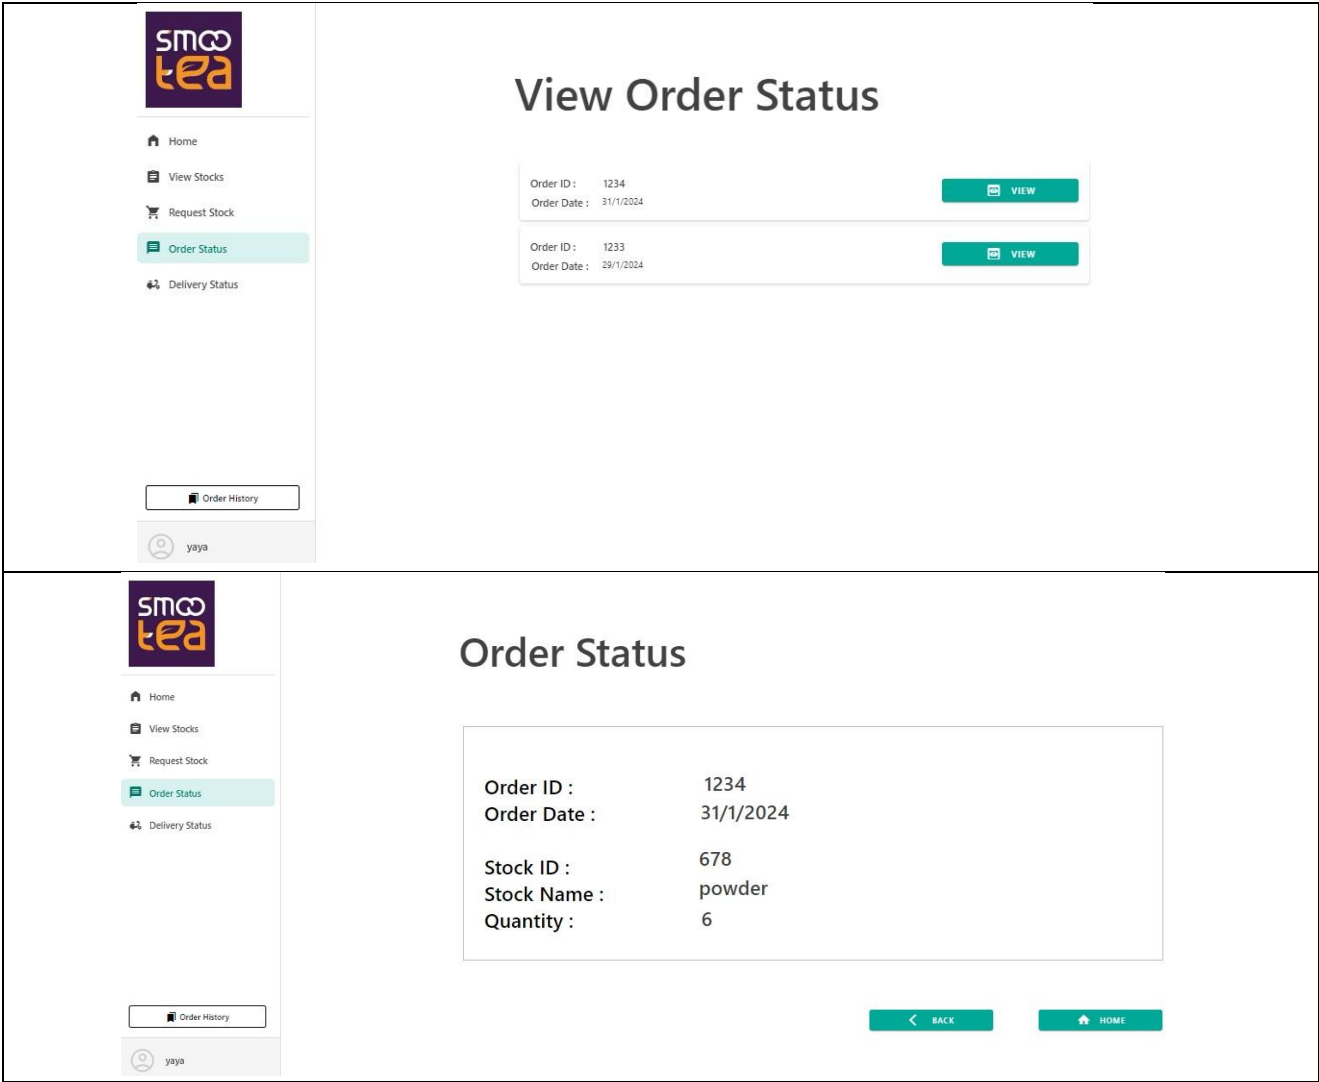 smoo
tea
View Order Status
Home
View Stocks
Request Stock
Order Status
Delivery Status
Order ID : 1234
Order Date : 31/1/2024
VIEW
Order ID : 1233
Order Date : 29/1/2024
VIEW
Order History
yaya
smoo
tea
Order Status
Home
View Stocks
Request Stock
Order Status
Delivery Status
Order ID : 1234
Order Date : 31/1/2024
Stock ID : 678
Stock Name : powder
Quantity : 6
Order History
BACK
HOME
yaya